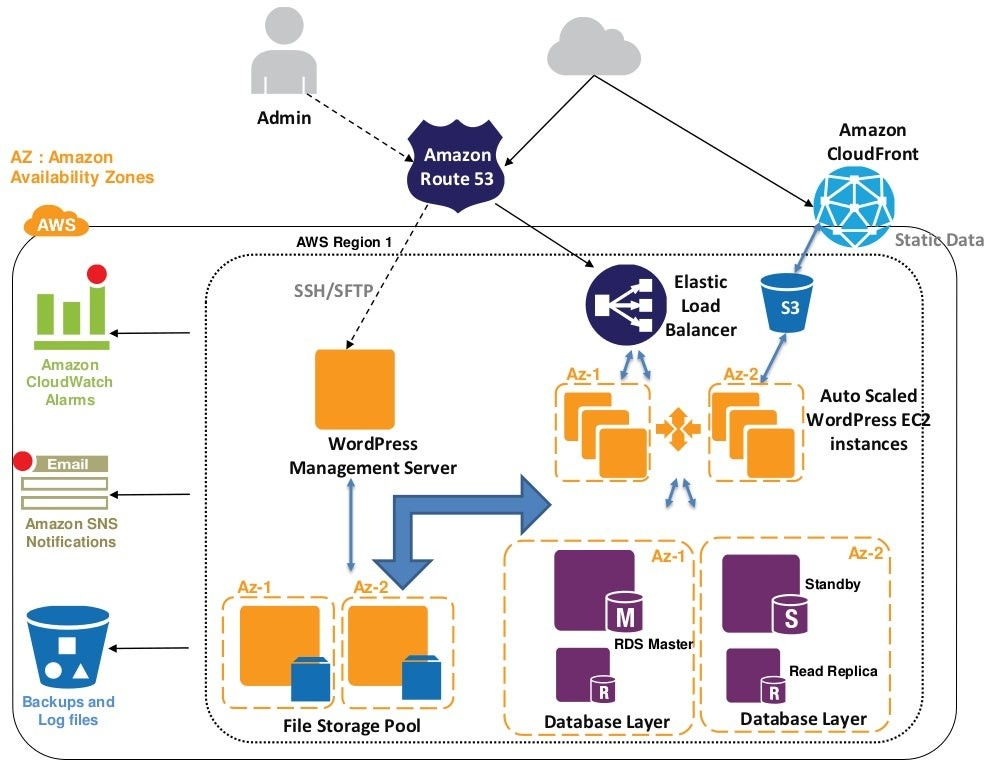 Admin
Amazon
Route 53
Amazon
CloudFront
AZ : Amazon
Availability Zones
AWS
AWS Region 1
Static Data
SSH/SFTP
Elastic
Load
Balancer
S3
Amazon
CloudWatch
Alarms
Az-1
Az-2
Auto Scaled
WordPress EC2
instances
WordPress
Management Server
Email
Amazon SNS
Notifications
Az-1
Az-2
Az-1
Az-2
M
RDS Master
R
S
Standby
R
Read Replica
Backups and
Log files
File Storage Pool
Database Layer
Database Layer